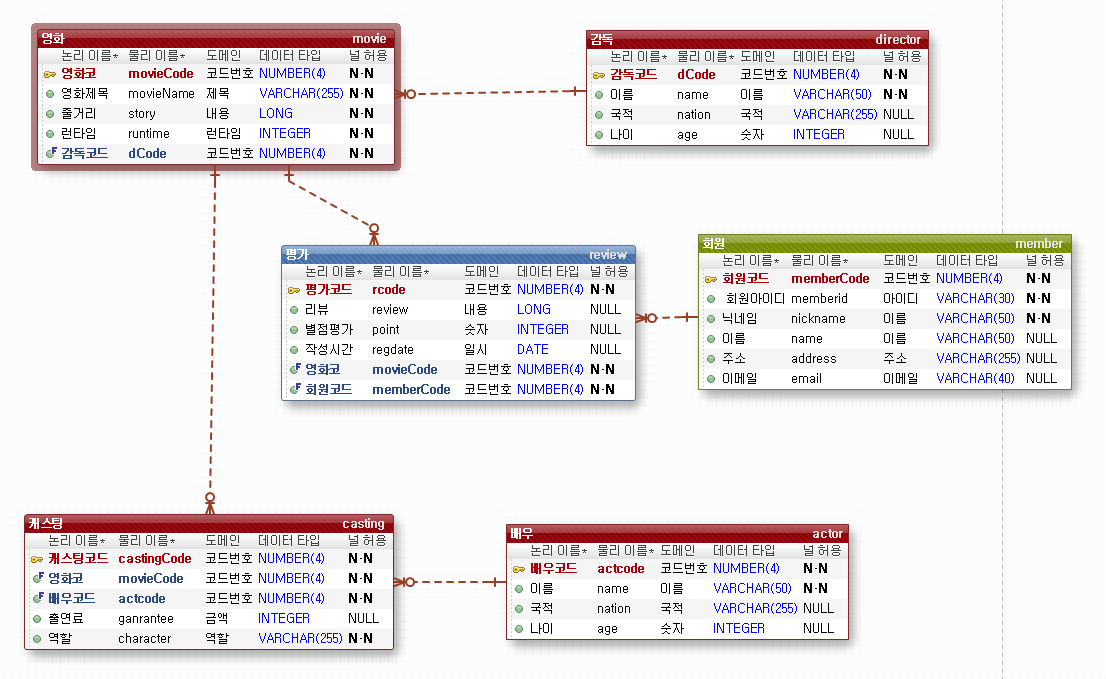 영화 movie
논리 이름* 물리 이름* 도메인 데이터 타입 널 허용
영화코 movieCode 코드번호 NUMBER(4) N-N
영화제목 movieName 제목 VARCHAR(255) N-N
줄거리 story 내용 LONG N-N
런타임 runtime 런타임 INTEGER N-N
감독코드 dCode 코드번호 NUMBER(4) N-N
감독 director
논리 이름* 물리 이름* 도메인 데이터 타입 널 허용
감독코드 dCode 코드번호 NUMBER(4) N-N
이름 name 이름 VARCHAR(50) N-N
국적 nation 국적 VARCHAR(255) NULL
나이 age 숫자 INTEGER NULL
평가 review
논리 이름* 물리 이름* 도메인 데이터 타입 널 허용
평가코드 rcode 코드번호 NUMBER(4) N-N
리뷰 review 내용 LONG NULL
별점평가 point 숫자 INTEGER NULL
작성시간 regdate 일시 DATE NULL
영화코 movieCode 코드번호 NUMBER(4) N-N
회원코드 memberCode 코드번호 NUMBER(4) N-N
회원 member
논리 이름* 물리 이름* 도메인 데이터 타입 널 허용
회원코드 memberCode 코드번호 NUMBER(4) N-N
회원아이디 memberid 아이디 VARCHAR(30) N-N
닉네임 nickname 이름 VARCHAR(50) N-N
이름 name 이름 VARCHAR(50) NULL
주소 address 주소 VARCHAR(255) NULL
이메일 email 이메일 VARCHAR(40) NULL
캐스팅 casting
논리 이름* 물리 이름* 도메인 데이터 타입 널 허용
캐스팅코드 castingCode 코드번호 NUMBER(4) N-N
영화코 movieCode 코드번호 NUMBER(4) N-N
배우코드 actcode 코드번호 NUMBER(4) N-N
출연료 ganrantee 금액 INTEGER NULL
역할 character 역할 VARCHAR(255) N-N
배우 actor
논리 이름* 물리 이름* 도메인 데이터 타입 널 허용
배우코드 actcode 코드번호 NUMBER(4) N-N
이름 name 이름 VARCHAR(50) N-N
국적 nation 국적 VARCHAR(255) NULL
나이 age 숫자 INTEGER NULL